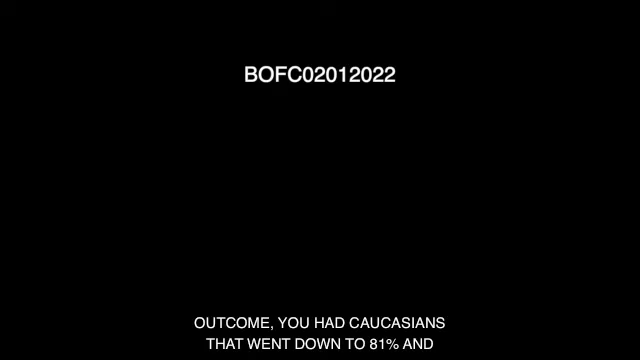 BOFC02012022
OUTCOME, YOU HAD CAUCASIANS
THAT WENT DOWN TO 81% AND